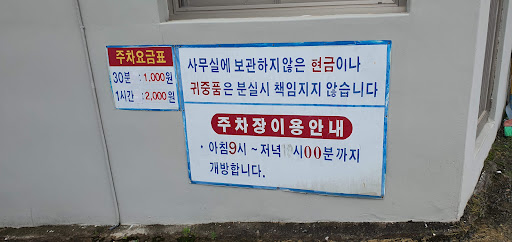 주차요금표
30분 : 1,000원
1시간 : 2,000원
사무실에 보관하지않은 현금이나
귀중품은 분실시 책임지지 않습니다
주차장이용안내
· 아침9시 ~ 저녁 시00분까지
개방합니다.